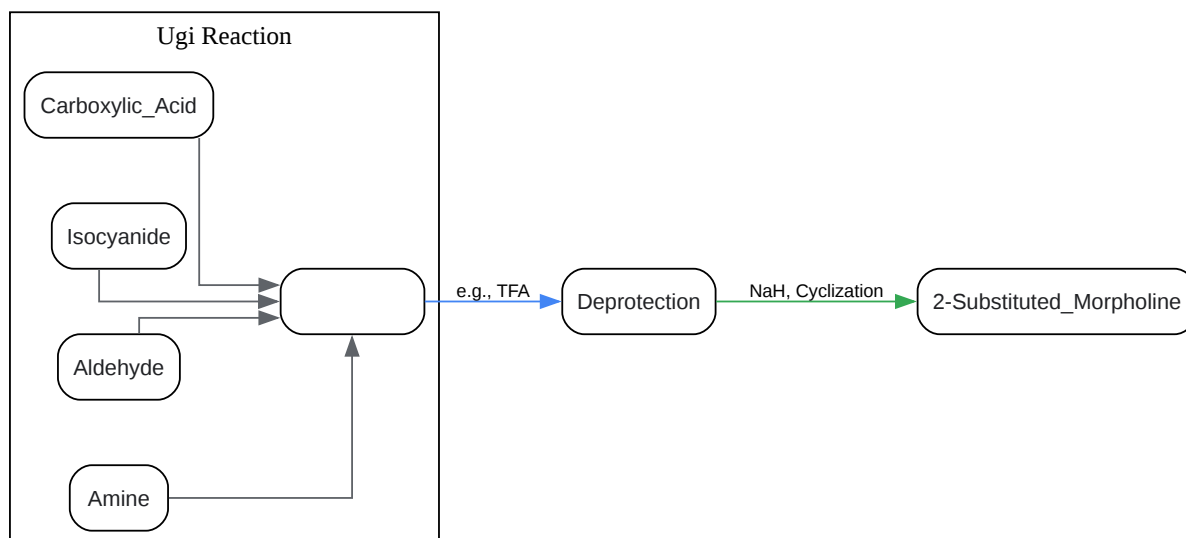 Ugi Reaction
Carboxylic_Acid
Isocyanide
Aldehyde
Amine
e.g., TFA
Deprotection
NaH, Cyclization
2-Substituted_Morpholine